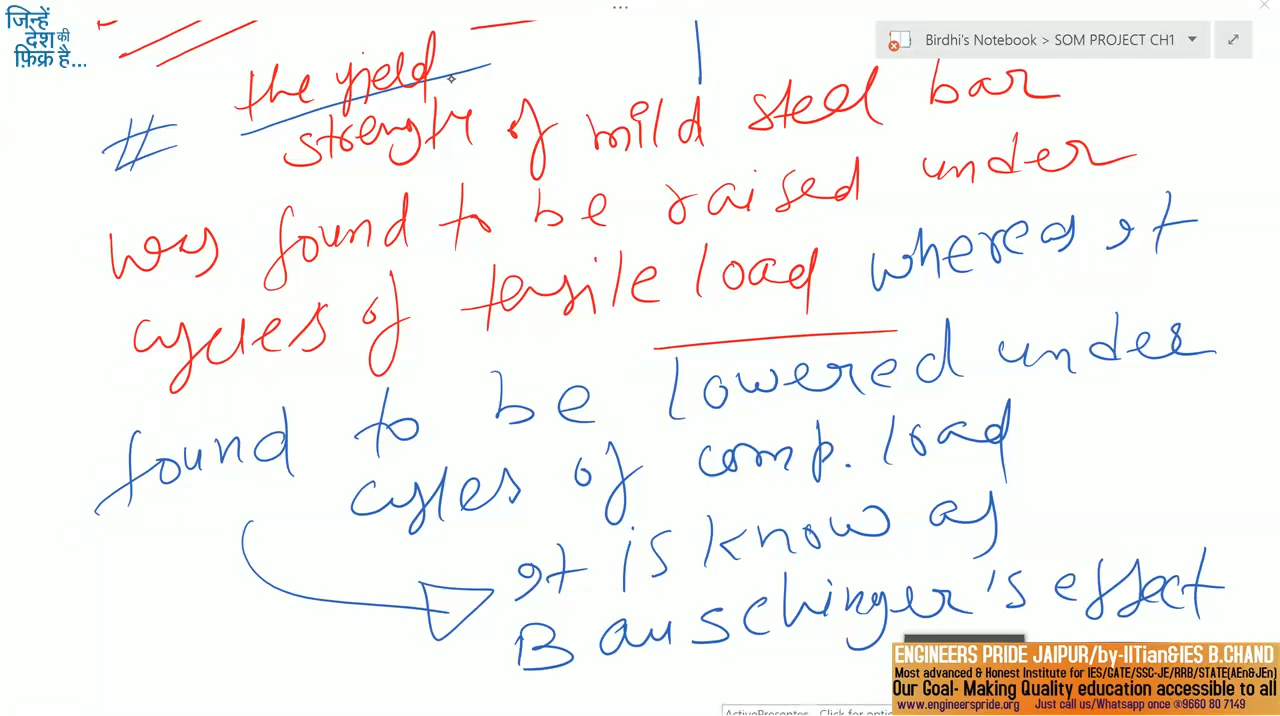 जिन्हें
देश की
फ़िक्र है...
Birdhi's Notebook > SOM PROJECT CH1
# the yield
strength of mild steel bar
was found to be raised under
cycles of tensile load whereas it
found to be lowered under
cycles of comp. load
It is know as
Bauschinger's effect
ENGINEERS PRIDE JAIPUR/by-IITian&IES B.CHAND
Most advanced & Honest Institute for IES/GATE/SSC-JE/RRB/STATE(AEn&JEn)
Our Goal- Making Quality education accessible to all
www.engineerspride.org Just call us/Whatsapp once @9660 80 7149